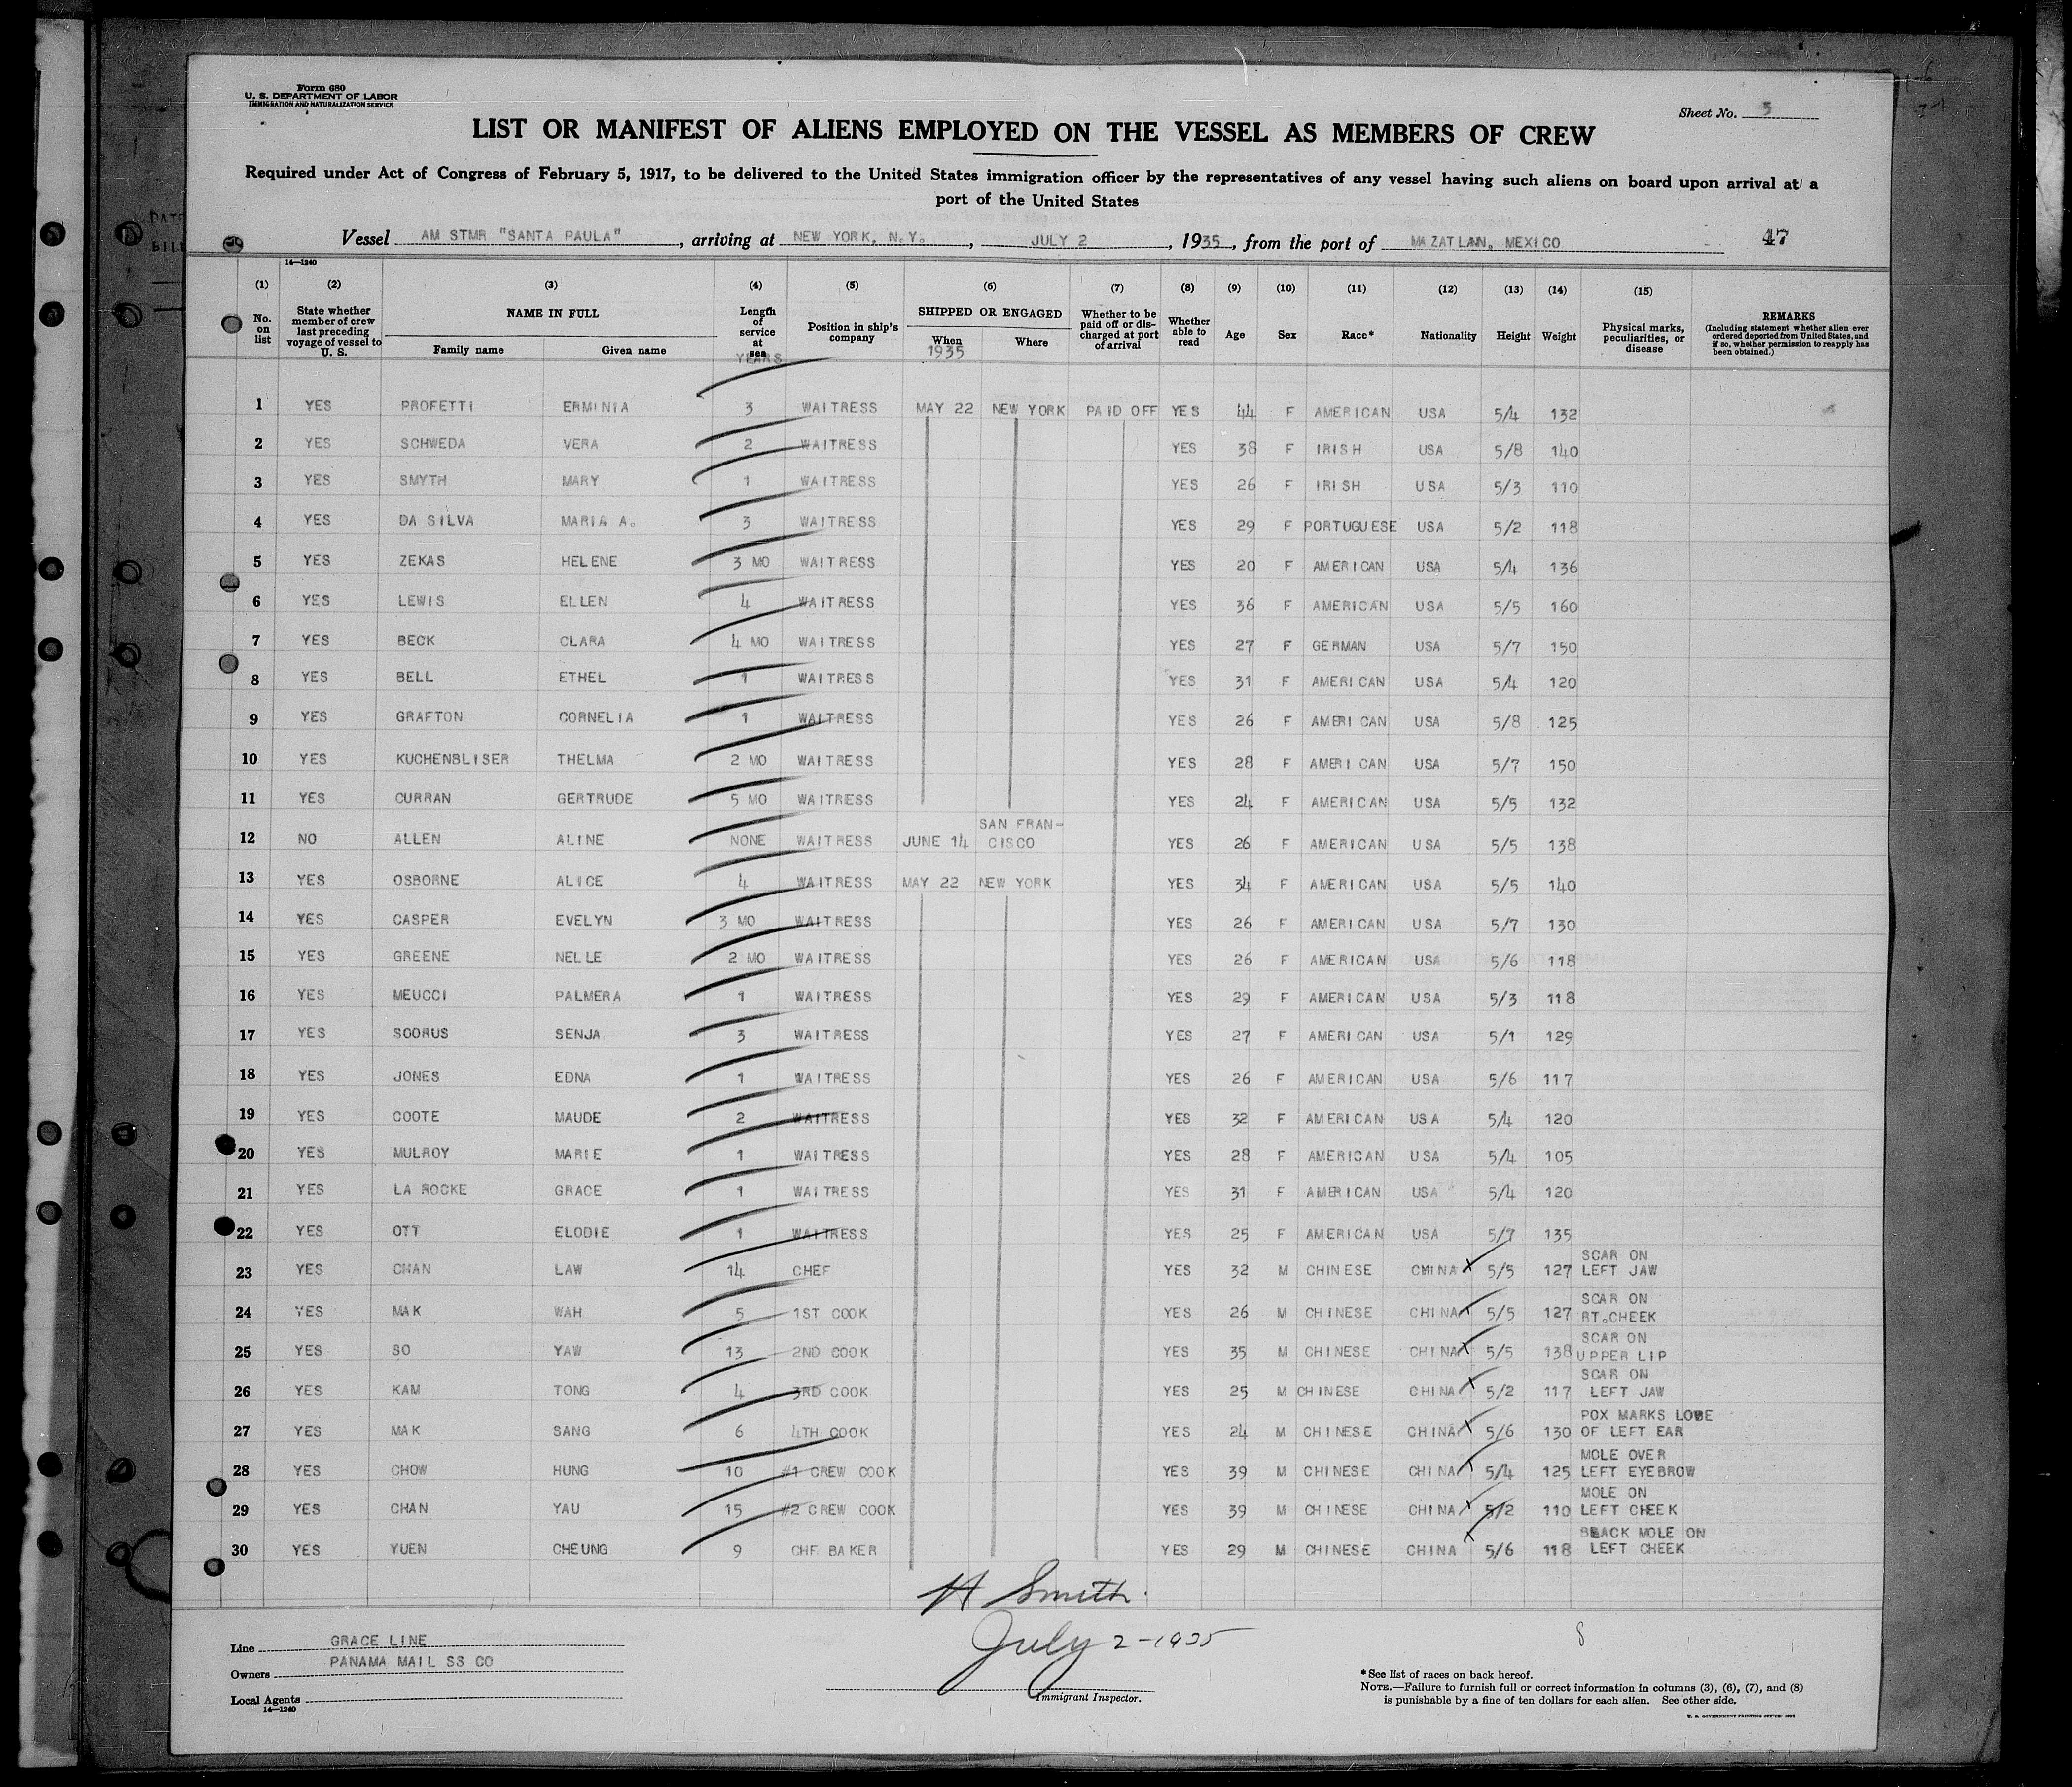 Form 680
U. S. DEPARTMENT OF LABOR
IMMIGRATION AND NATURALIZATION SERVICE
Sheet No. 5
LIST OR MANIFEST OF ALIENS EMPLOYED ON THE VESSEL AS MEMBERS OF CREW
Required under Act of Congress of February 5, 1917, to be delivered to the United States immigration officer by the representatives of any vessel having such aliens on board upon arrival at a
port of the United States
Vessel AM STMR "SANTA PAULA", arriving at NEW YORK, N.Y., JULY 2, 1935, from the port of MAZATLAN, MEXICO 47
14—1240
(1) (2) (3) (4) (5) (6) (7) (8) (9) (10) (11) (12) (13) (14) (15)
No. on list
State whether member of crew last preceding voyage of vessel to U. S.
NAME IN FULL
Family name Given name
Length of service at sea
YEARS
Position in ship's company
SHIPPED OR ENGAGED
When Where
1935
Whether to be paid off or discharged at port of arrival
Whether able to read
Age Sex Race* Nationality Height Weight
Physical marks, peculiarities, or disease
REMARKS
(Including statement whether alien ever ordered deported from United States, and if so, whether permission to reapply has been obtained.)
1 YES PROFETTI ERMINIA 3 WAITRESS MAY 22 NEW YORK PAID OFF YES 44 F AMERICAN USA 5/4 132
2 YES SCHWEDA VERA 2 WAITRESS YES 38 F IRISH USA 5/8 140
3 YES SMYTH MARY 1 WAITRESS YES 26 F IRISH USA 5/3 110
4 YES DA SILVA MARIA A. 3 WAITRESS YES 29 F PORTUGUESE USA 5/2 118
5 YES ZEKAS HELENE 3 MO WAITRESS YES 20 F AMERICAN USA 5/4 136
6 YES LEWIS ELLEN 4 WAITRESS YES 36 F AMERICAN USA 5/5 160
7 YES BECK CLARA 4 MO WAITRESS YES 27 F GERMAN USA 5/7 150
8 YES BELL ETHEL 1 WAITRESS YES 31 F AMERICAN USA 5/4 120
9 YES GRAFTON CORNELIA 1 WAITRESS YES 26 F AMERICAN USA 5/8 125
10 YES KUCHENBLISER THELMA 2 MO WAITRESS YES 28 F AMERICAN USA 5/7 150
11 YES CURRAN GERTRUDE 5 MO WAITRESS YES 24 F AMERICAN USA 5/5 132
12 NO ALLEN ALINE NONE WAITRESS JUNE 14 SAN FRAN-CISCO YES 26 F AMERICAN USA 5/5 138
13 YES OSBORNE ALICE 4 WAITRESS MAY 22 NEW YORK YES 34 F AMERICAN USA 5/5 140
14 YES CASPER EVELYN 3 MO WAITRESS YES 26 F AMERICAN USA 5/7 130
15 YES GREENE NELLE 2 MO WAITRESS YES 26 F AMERICAN USA 5/6 118
16 YES MEUCCI PALMERA 1 WAITRESS YES 29 F AMERICAN USA 5/3 118
17 YES SOORUS SENJA 3 WAITRESS YES 27 F AMERICAN USA 5/1 129
18 YES JONES EDNA 1 WAITRESS YES 26 F AMERICAN USA 5/6 117
19 YES COOTE MAUDE 2 WAITRESS YES 32 F AMERICAN USA 5/4 120
20 YES MULROY MARIE 1 WAITRESS YES 28 F AMERICAN USA 5/4 105
21 YES LA ROCKE GRACE 1 WAITRESS YES 31 F AMERICAN USA 5/4 120
22 YES OTT ELODIE 1 WAITRESS YES 25 F AMERICAN USA 5/7 135
23 YES CHAN LAW 14 CHEF YES 32 M CHINESE CHINA 5/5 127 SCAR ON LEFT JAW
24 YES MAK WAH 5 1ST COOK YES 26 M CHINESE CHINA 5/5 127 SCAR ON RT. CHEEK
25 YES SO YAW 13 2ND COOK YES 35 M CHINESE CHINA 5/5 138 SCAR ON UPPER LIP
26 YES KAM TONG 4 3RD COOK YES 25 M CHINESE CHINA 5/2 117 SCAR ON LEFT JAW
27 YES MAK SANG 6 4TH COOK YES 24 M CHINESE CHINA 5/6 130 POX MARKS LOBE OF LEFT EAR
28 YES CHOW HUNG 10 #1 CREW COOK YES 39 M CHINESE CHINA 5/4 125 MOLE OVER LEFT EYEBROW
29 YES CHAN YAU 15 #2 CREW COOK YES 39 M CHINESE CHINA 5/2 110 MOLE ON LEFT CHEEK
30 YES YUEN CHEUNG 9 CHF BAKER YES 29 M CHINESE CHINA 5/6 118 BLACK MOLE ON LEFT CHEEK
H Smith
July 2-1935
Immigrant Inspector.
Line GRACE LINE
Owners PANAMA MAIL SS CO
Local Agents
14—1240
8
*See list of races on back hereof.
NOTE.—Failure to furnish full or correct information in columns (3), (6), (7), and (8)
is punishable by a fine of ten dollars for each alien. See other side.